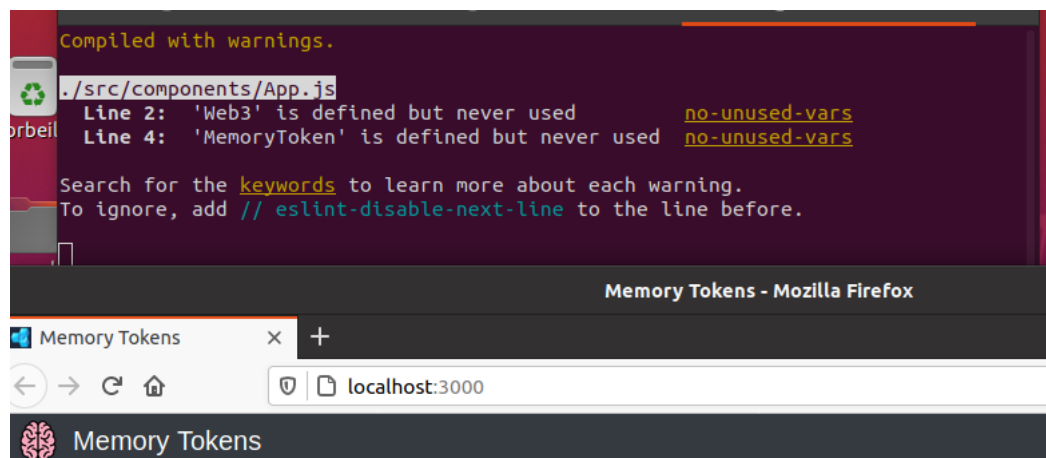 Compiled with warnings.
./src/components/App.js
Line 2: 'Web3' is defined but never used no-unused-vars
Line 4: 'MemoryToken' is defined but never used no-unused-vars
Search for the keywords to learn more about each warning.
To ignore, add // eslint-disable-next-line to the line before.
orbeil
Memory Tokens - Mozilla Firefox
Memory Tokens
localhost:3000
Memory Tokens